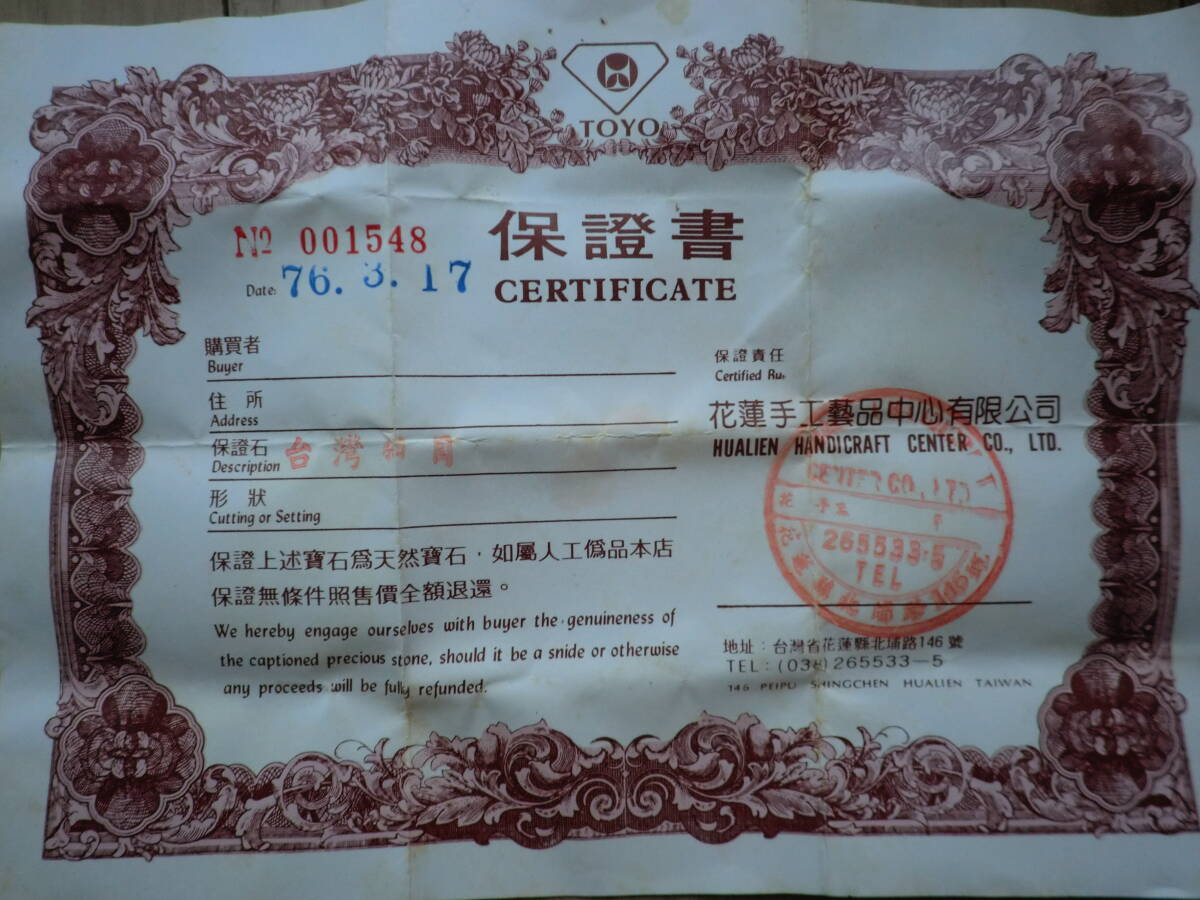 TOYO
保證書
CERTIFICATE
№ 001548
Date: 76. 3. 17
購買者
Buyer
住 所
Address
保證石
Description 台灣
形 狀
Cutting or Setting
保證上述寶石爲天然寶石,如屬人工僞品本店
保證無條件照售價全額退還。
We hereby engage ourselves with buyer the genuineness of
the captioned precious stone, should it be a snide or otherwise
any proceeds will be fully refunded.
保證責任
Certified
花蓮手工藝品中心有限公司
HUALIEN HANDICRAFT CENTER CO., LTD.
265533-5
TEL
地址:台灣省花蓮縣北埔路146號
TEL:(038)265533-5
146 PEIPU SHINGCHEN HUALIEN TAIWAN